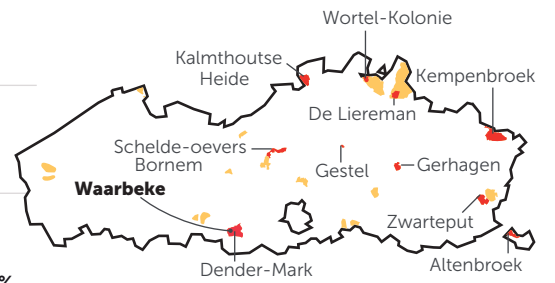 Wortel-Kolonie
Kalmthoutse
Heide
Kempenbroek
De Liereman
Schelde-oevers
Bornem
Gestel
Gerhagen
Waarbeke
Zwarteput
Dender-Mark
Altenbroek
%